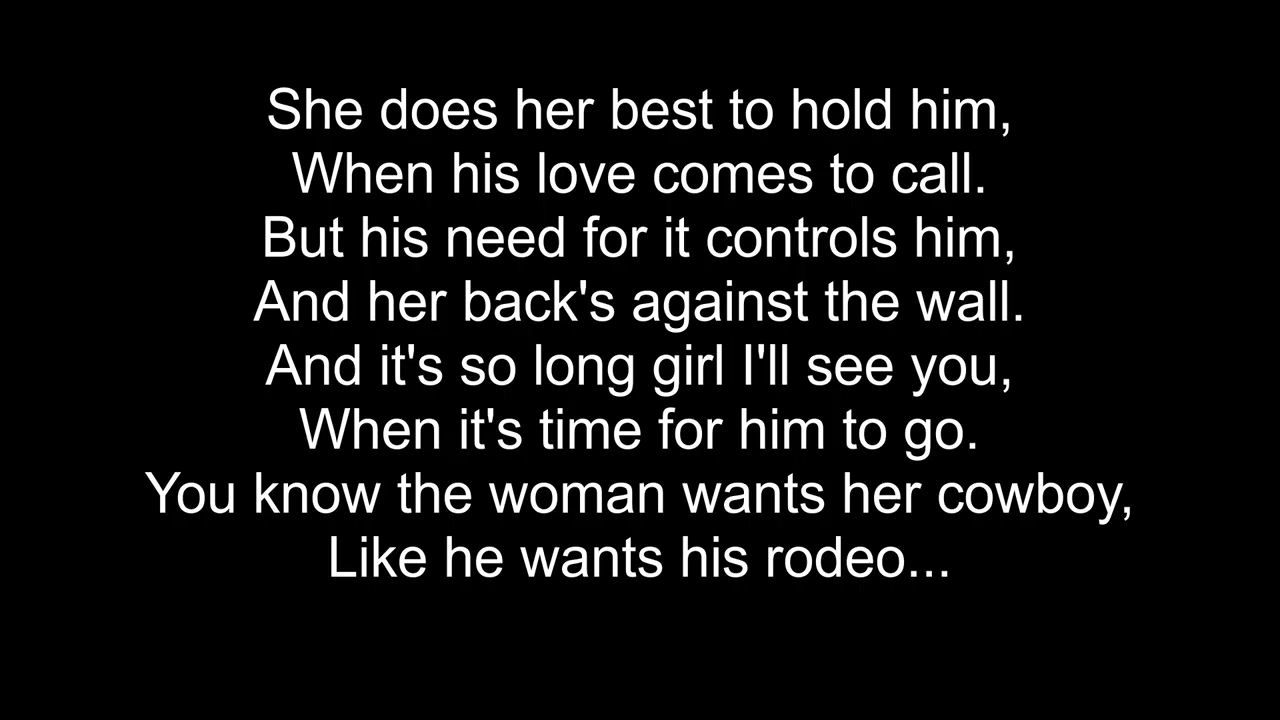 She does her best to hold him,
When his love comes to call.
But his need for it controls him,
And her back's against the wall.
And it's so long girl I'll see you,
When it's time for him to go.
You know the woman wants her cowboy,
Like he wants his rodeo...